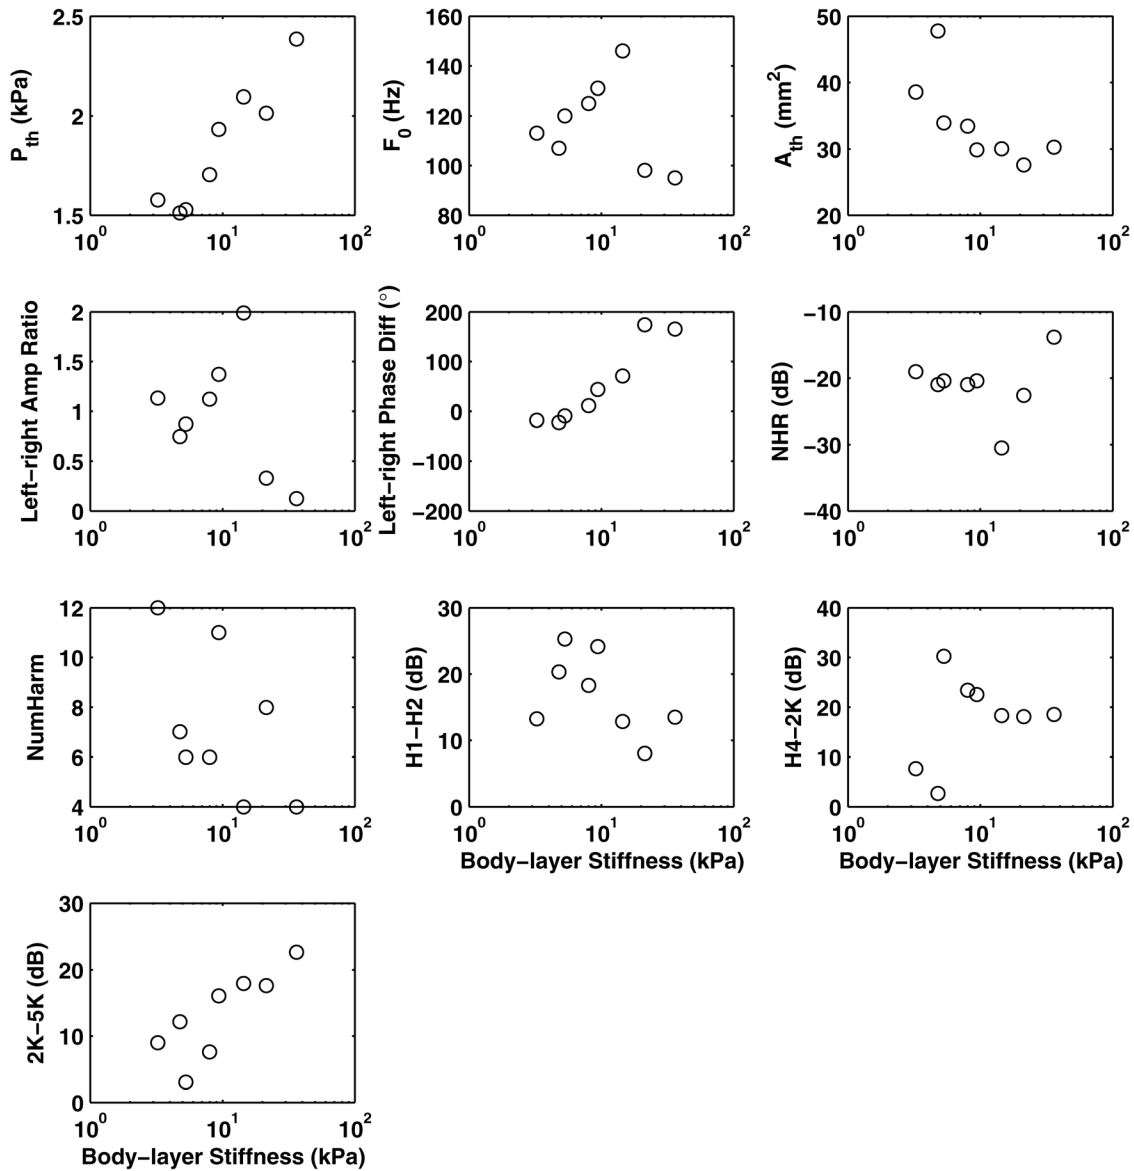 2.5
2
1.5
P_th (kPa)
10^0 10^1 10^2
160
140
120
100
80
F_0 (Hz)
10^0 10^1 10^2
50
40
30
20
A_th (mm^2)
10^0 10^1 10^2
2
1.5
1
0.5
0
Left−right Amp Ratio
10^0 10^1 10^2
200
100
0
−100
−200
Left−right Phase Diff (°)
10^0 10^1 10^2
−10
−20
−30
−40
NHR (dB)
10^0 10^1 10^2
12
10
8
6
4
NumHarm
10^0 10^1 10^2
30
20
10
0
H1−H2 (dB)
10^0 10^1 10^2
Body−layer Stiffness (kPa)
40
30
20
10
0
H4−2K (dB)
10^0 10^1 10^2
Body−layer Stiffness (kPa)
30
20
10
0
2K−5K (dB)
10^0 10^1 10^2
Body−layer Stiffness (kPa)